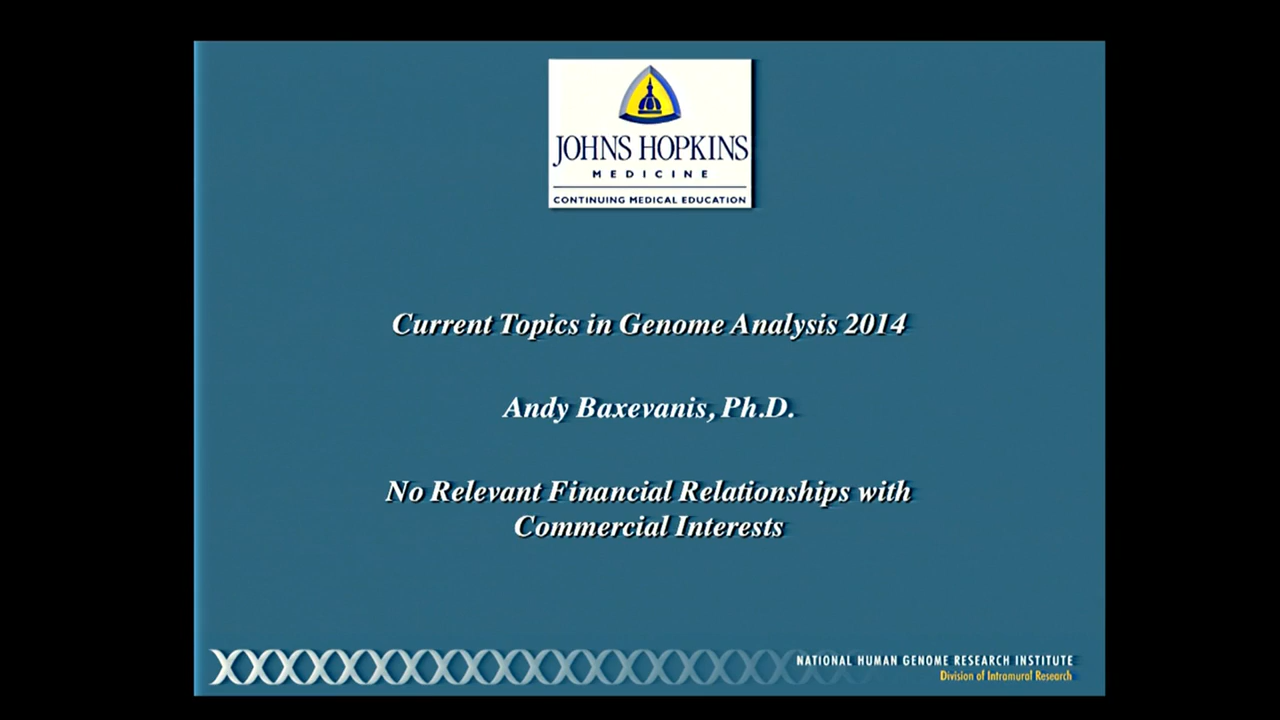 JOHNS HOPKINS
MEDICINE
CONTINUING MEDICAL EDUCATION
Current Topics in Genome Analysis 2014
Andy Baxevanis, Ph.D.
No Relevant Financial Relationships with
Commercial Interests
NATIONAL HUMAN GENOME RESEARCH INSTITUTE
Division of Intramural Research